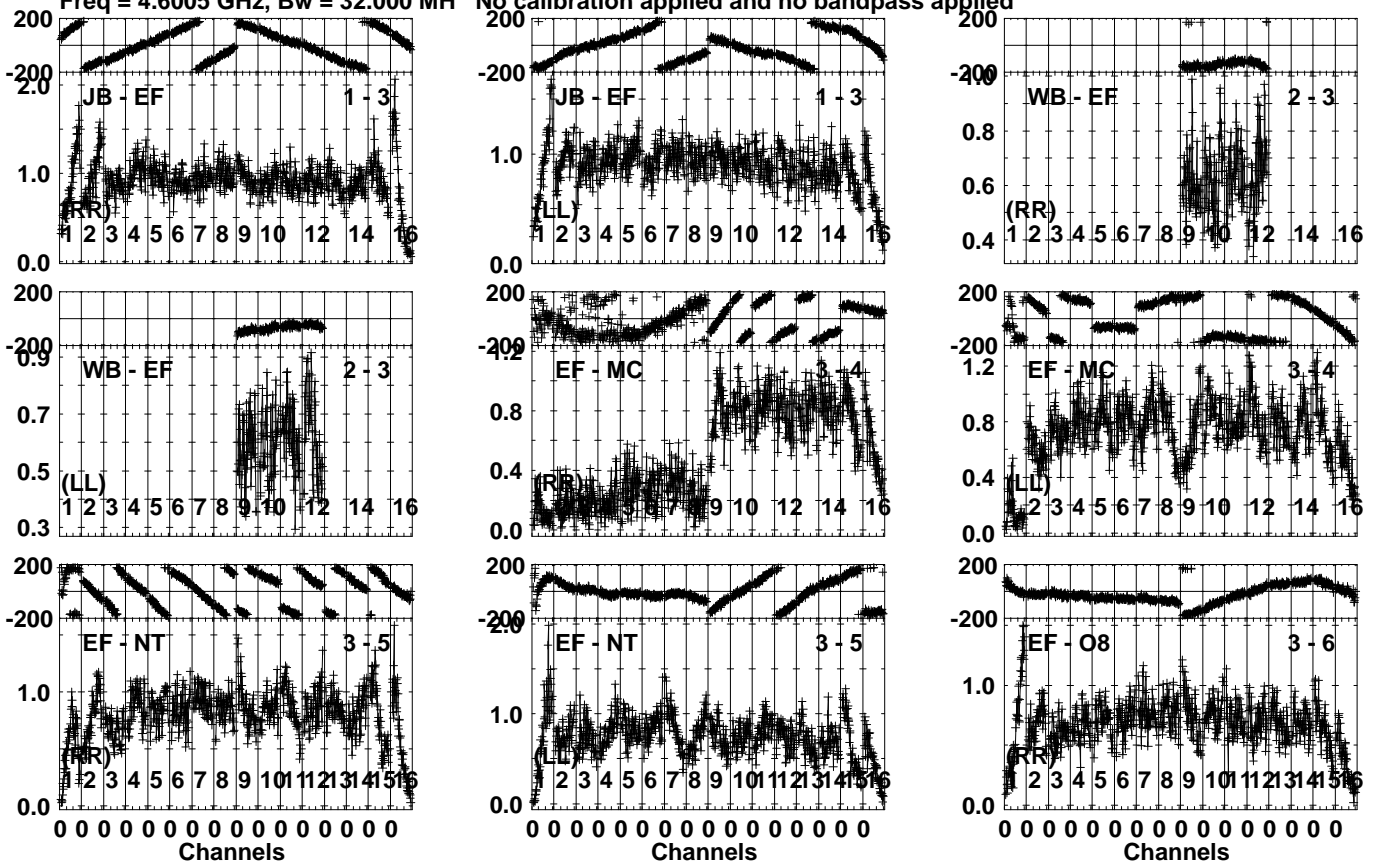 Freq = 4.6005 GHz, Bw = 32.000 MH No calibration applied and no bandpass applied
200 200 200
-200 -200 -200
2.0 1.0
JB - EF 1 - 3 JB - EF 1 - 3 WB - EF 2 - 3
0.8
1.0 1.0
0.6
(RR) (LL) (RR)
0.4
1 2 3 4 5 6 7 8 9 10 12 14 16 1 2 3 4 5 6 7 8 9 10 12 14 16 1 2 3 4 5 6 7 8 9 10 12 14 16
0.0 0.0
200 200 200
-200 -200 -200
0.9 1.2
WB - EF 2 - 3 EF - MC 3 - 4 EF - MC 3 - 4
1.2
0.7 0.8 0.8
0.5 0.4 0.4
(LL) (RR) (LL)
2 3 4 5 6 7 8 9 10 12 14 16
1 2 3 4 5 6 7 8 9 10 12 14 16
0.3 0.0 0.0
200 200 200
-200 -200 -200
2.0
EF - NT 3 - 5 EF - NT 3 - 5 EF - O8 3 - 6
1.0 1.0 1.0
(RR) (LL) (RR)
1 2 3 4 5 6 7 8 9 10 11 12 13 14 15 16 2 3 4 5 6 7 8 9 10 11 12 13 14 15 16 2 3 4 5 6 7 8 9 10 11 12 13 14 15 16
0.0 0.0 0.0
0 0 0 0 0 0 0 0 0 0 0 0 0 0 0 0 0 0 0 0 0 0 0 0 0 0 0 0 0 0 0 0 0 0 0 0 0 0 0 0 0 0 0 0 0 0 0 0
Channels Channels Channels